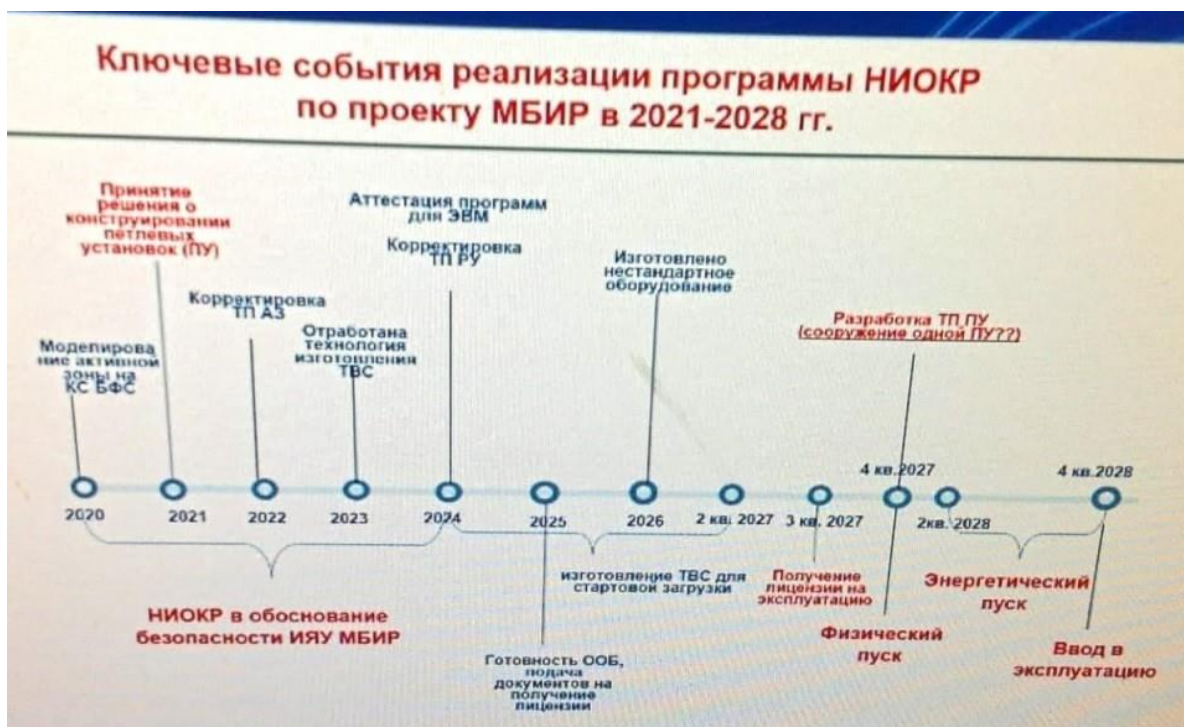 Ключевые события реализации программы НИОКР
по проекту МБИР в 2021-2028 гг.
Принятие
решения о
конструировании
петлевых
установок (ПУ)
Аттестация программ
для ЭВМ
Корректировка
ТП РУ
Изготовлено
нестандартное
оборудование
Корректировка
ТП АЗ
Разработка ТП ПУ
(сооружение одной ПУ??)
Отработана
технология
изготовления
ТВС
Моделирова
ние активной
зоны на
КС БФС
4 кв.2027
4 кв.2028
2020
2021
2022
2023
2024
2025
2026
2 кв. 2027
3 кв. 2027
2кв. 2028
изготовление ТВС для
стартовой загрузки
Получение
лицензии на
эксплуатацию
Энергетический
пуск
НИОКР в обоснование
безопасности ИЯУ МБИР
Физический
пуск
Готовность ООБ,
подача
документов на
получение
лицензии
Ввод в
эксплуатацию